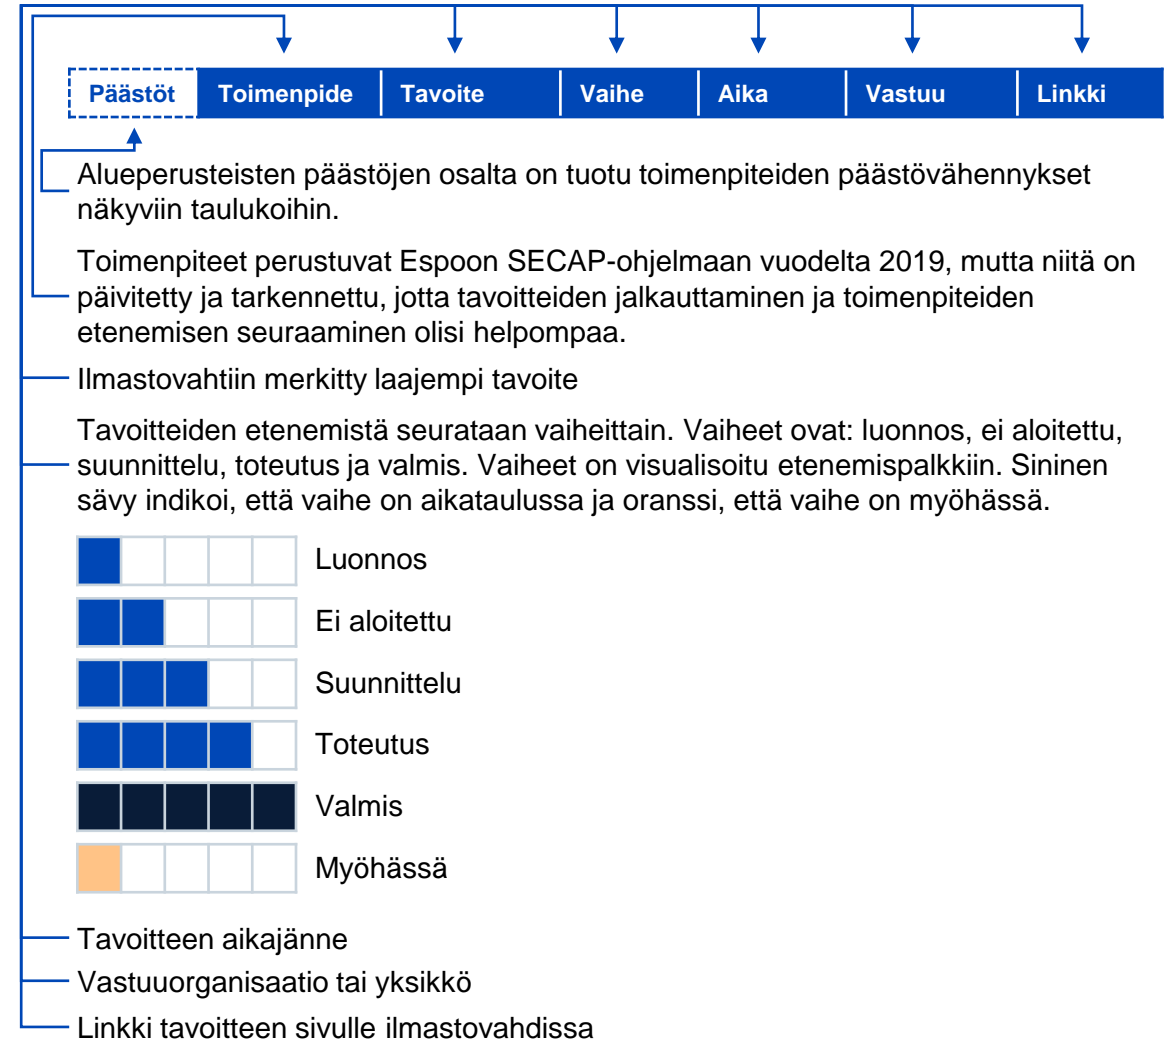 Päästöt Toimenpide Tavoite Vaihe Aika Vastuu Linkki
Alueperusteisten päästöjen osalta on tuotu toimenpiteiden päästövähennykset
näkyviin taulukoihin.
Toimenpiteet perustuvat Espoon SECAP-ohjelmaan vuodelta 2019, mutta niitä on
päivitetty ja tarkennettu, jotta tavoitteiden jalkauttaminen ja toimenpiteiden
etenemisen seuraaminen olisi helpompaa.
Ilmastovahtiin merkitty laajempi tavoite
Tavoitteiden etenemistä seurataan vaiheittain. Vaiheet ovat: luonnos, ei aloitettu,
suunnittelu, toteutus ja valmis. Vaiheet on visualisoitu etenemispalkkiin. Sininen
sävy indikoi, että vaihe on aikataulussa ja oranssi, että vaihe on myöhässä.
Luonnos
Ei aloitettu
Suunnittelu
Toteutus
Valmis
Myöhässä
Tavoitteen aikajänne
Vastuuorganisaatio tai yksikkö
Linkki tavoitteen sivulle ilmastovahdissa